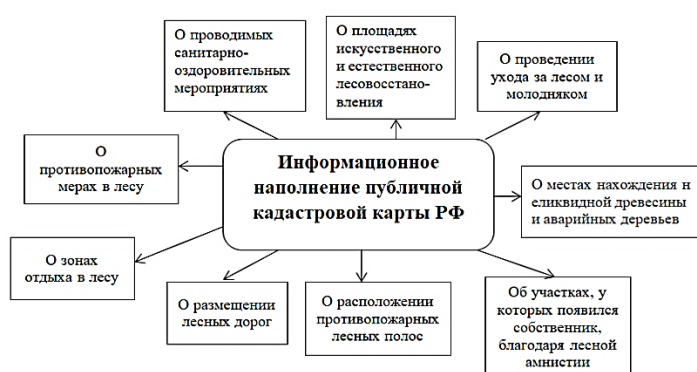 О проводимых
санитарно-
оздоровительных
мероприятиях
О площадях
искусственного
и естественного
лесовосстано-
вления
О проведении
ухода за лесом и
молодняком
О
противопожарных
мерах в лесу
Информационное
наполнение публичной
кадастровой карты РФ
О местах нахождения н
еликвидной древесины
и аварийных деревьев
О зонах
отдыха в лесу
О размещении
лесных дорог
О расположении
противопожарных
лесных полос
Об участках, у
которых появился
собственник,
благодаря лесной
амнистии